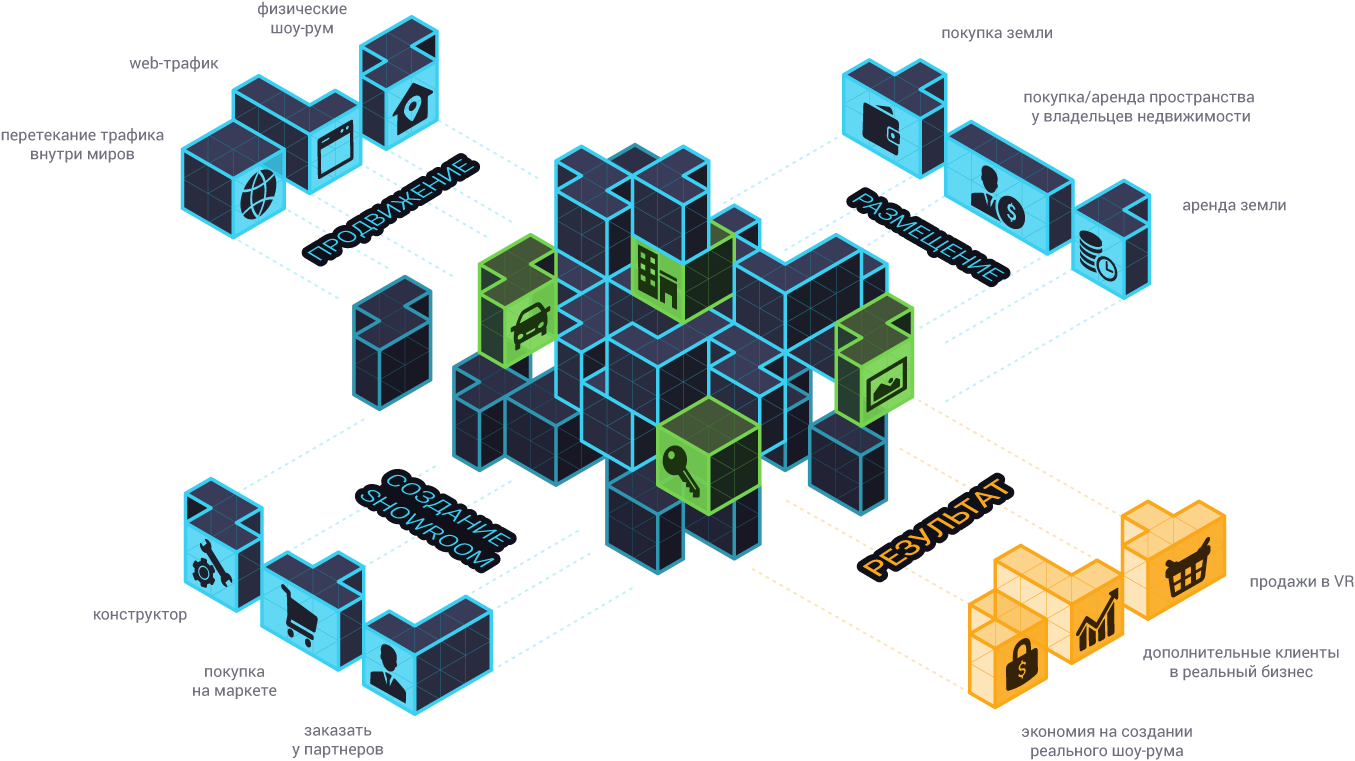 физические
шоу-рум
web-трафик
перетекание трафика
внутри миров
ПРОДВИЖЕНИЕ
покупка земли
покупка/аренда пространства
у владельцев недвижимости
аренда земли
РАЗМЕЩЕНИЕ
СОЗДАНИЕ
SHOWROOM
конструктор
покупка
на маркете
заказать
у партнеров
РЕЗУЛЬТАТ
продажи в VR
дополнительные клиенты
в реальный бизнес
экономия на создании
реального шоу-рума